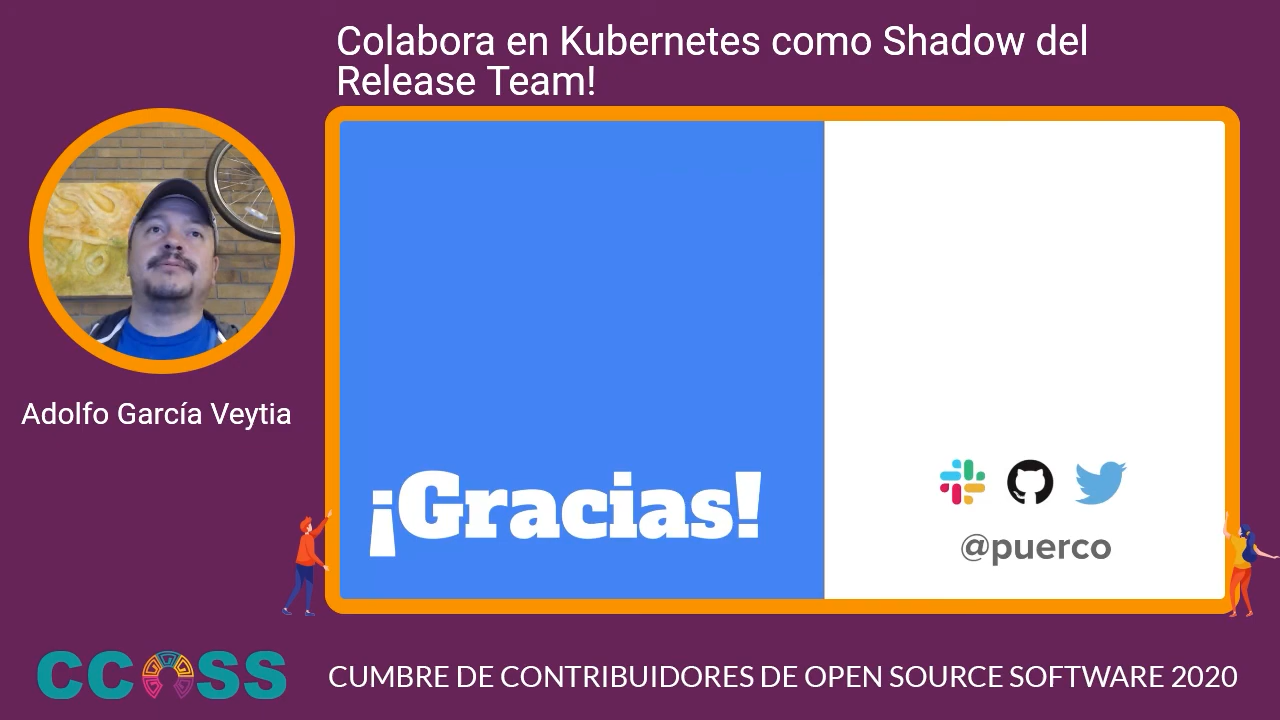 Colabora en Kubernetes como Shadow del
Release Team!
Adolfo García Veytia
¡Gracias!
@puerco
CCOSS
CUMBRE DE CONTRIBUIDORES DE OPEN SOURCE SOFTWARE 2020